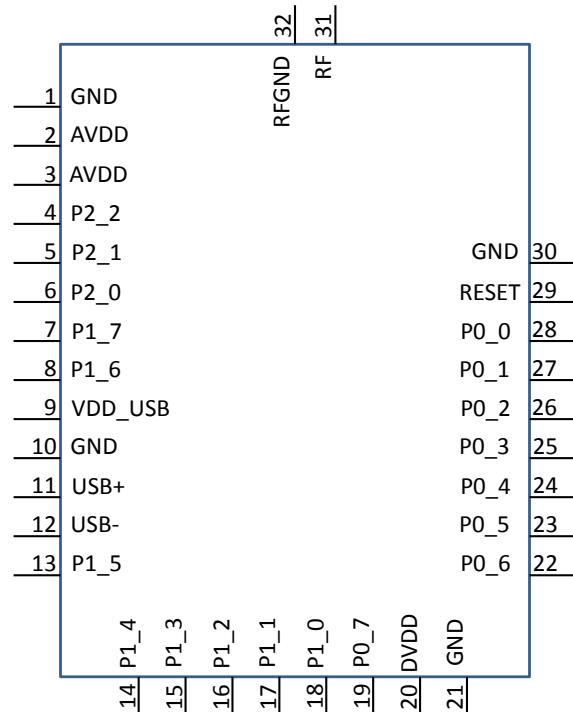 32 31
RFGND RF
1 GND
2 AVDD
3 AVDD
4 P2_2
5 P2_1
6 P2_0
7 P1_7
8 P1_6
9 VDD_USB
10 GND
11 USB+
12 USB-
13 P1_5
GND 30
RESET 29
P0_0 28
P0_1 27
P0_2 26
P0_3 25
P0_4 24
P0_5 23
P0_6 22
P1_4 P1_3 P1_2 P1_1 P1_0 P0_7 DVDD GND
14 15 16 17 18 19 20 21